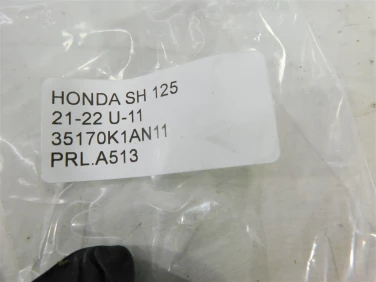 HONDA SH 125
21-22 U-11
35170K1AN11
PRL.A513